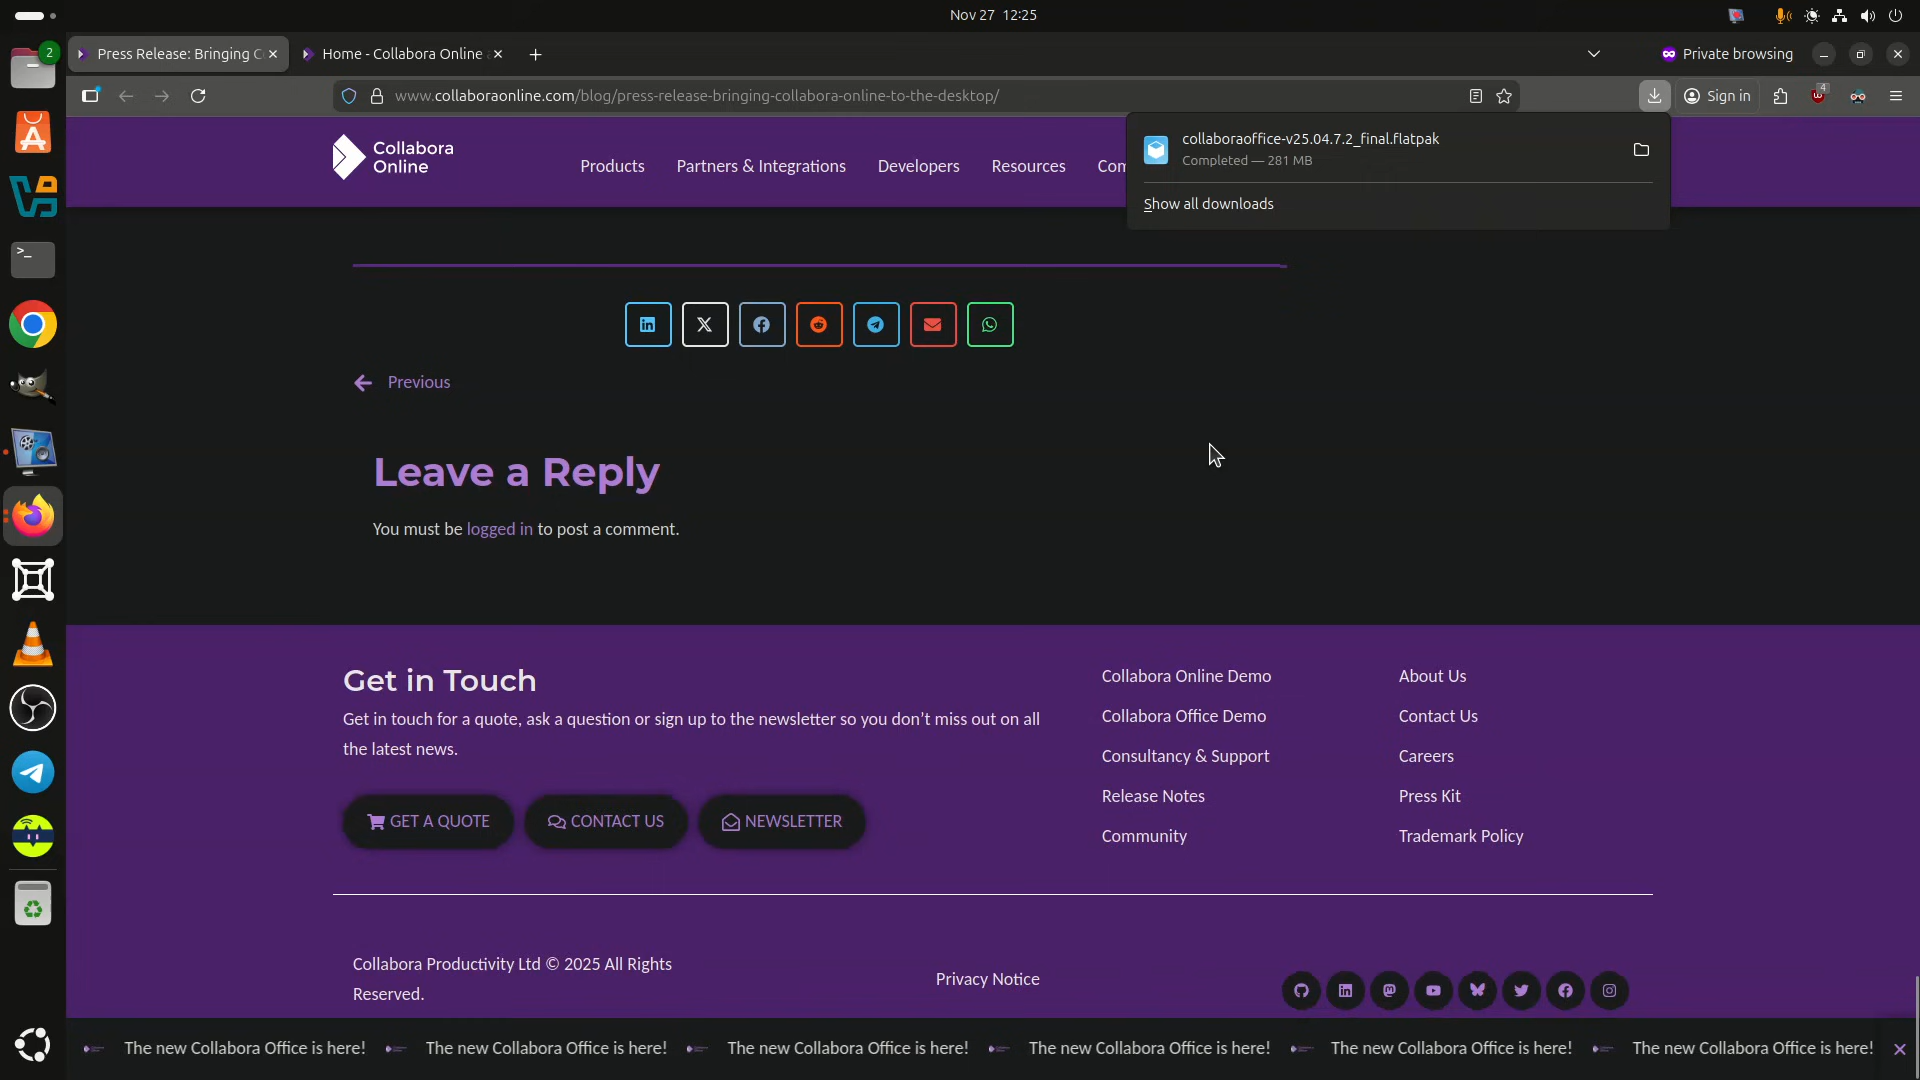 Nov 27 12:25
2
Press Release: Bringing C
Home - Collabora Online
Private browsing
www.collaboraonline.com/blog/press-release-bringing-collabora-online-to-the-desktop/
Sign in
4
collaboraoffice-v25.04.7.2_final.flatpak
Completed — 281 MB
Show all downloads
Collabora
Online
Products
Partners & Integrations
Developers
Resources
Com
Previous
Leave a Reply
You must be logged in to post a comment.
Get in Touch
Get in touch for a quote, ask a question or sign up to the newsletter so you don’t miss out on all
the latest news.
GET A QUOTE
CONTACT US
NEWSLETTER
Collabora Online Demo
Collabora Office Demo
Consultancy & Support
Release Notes
Community
About Us
Contact Us
Careers
Press Kit
Trademark Policy
Collabora Productivity Ltd © 2025 All Rights
Reserved.
Privacy Notice
The new Collabora Office is here! The new Collabora Office is here! The new Collabora Office is here! The new Collabora Office is here! The new Collabora Office is here! The new Collabora Office is here!